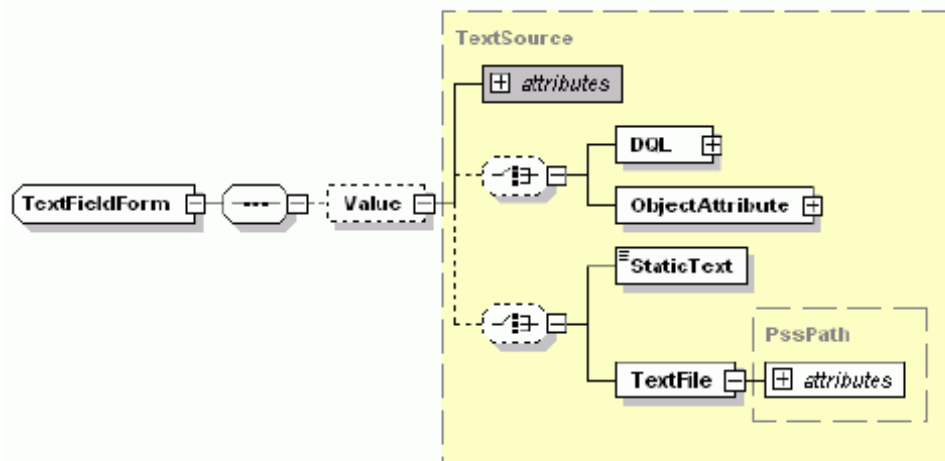 TextSource
attributes
DQL
TextFieldForm
Value
ObjectAttribute
StaticText
PssPath
TextFile
attributes